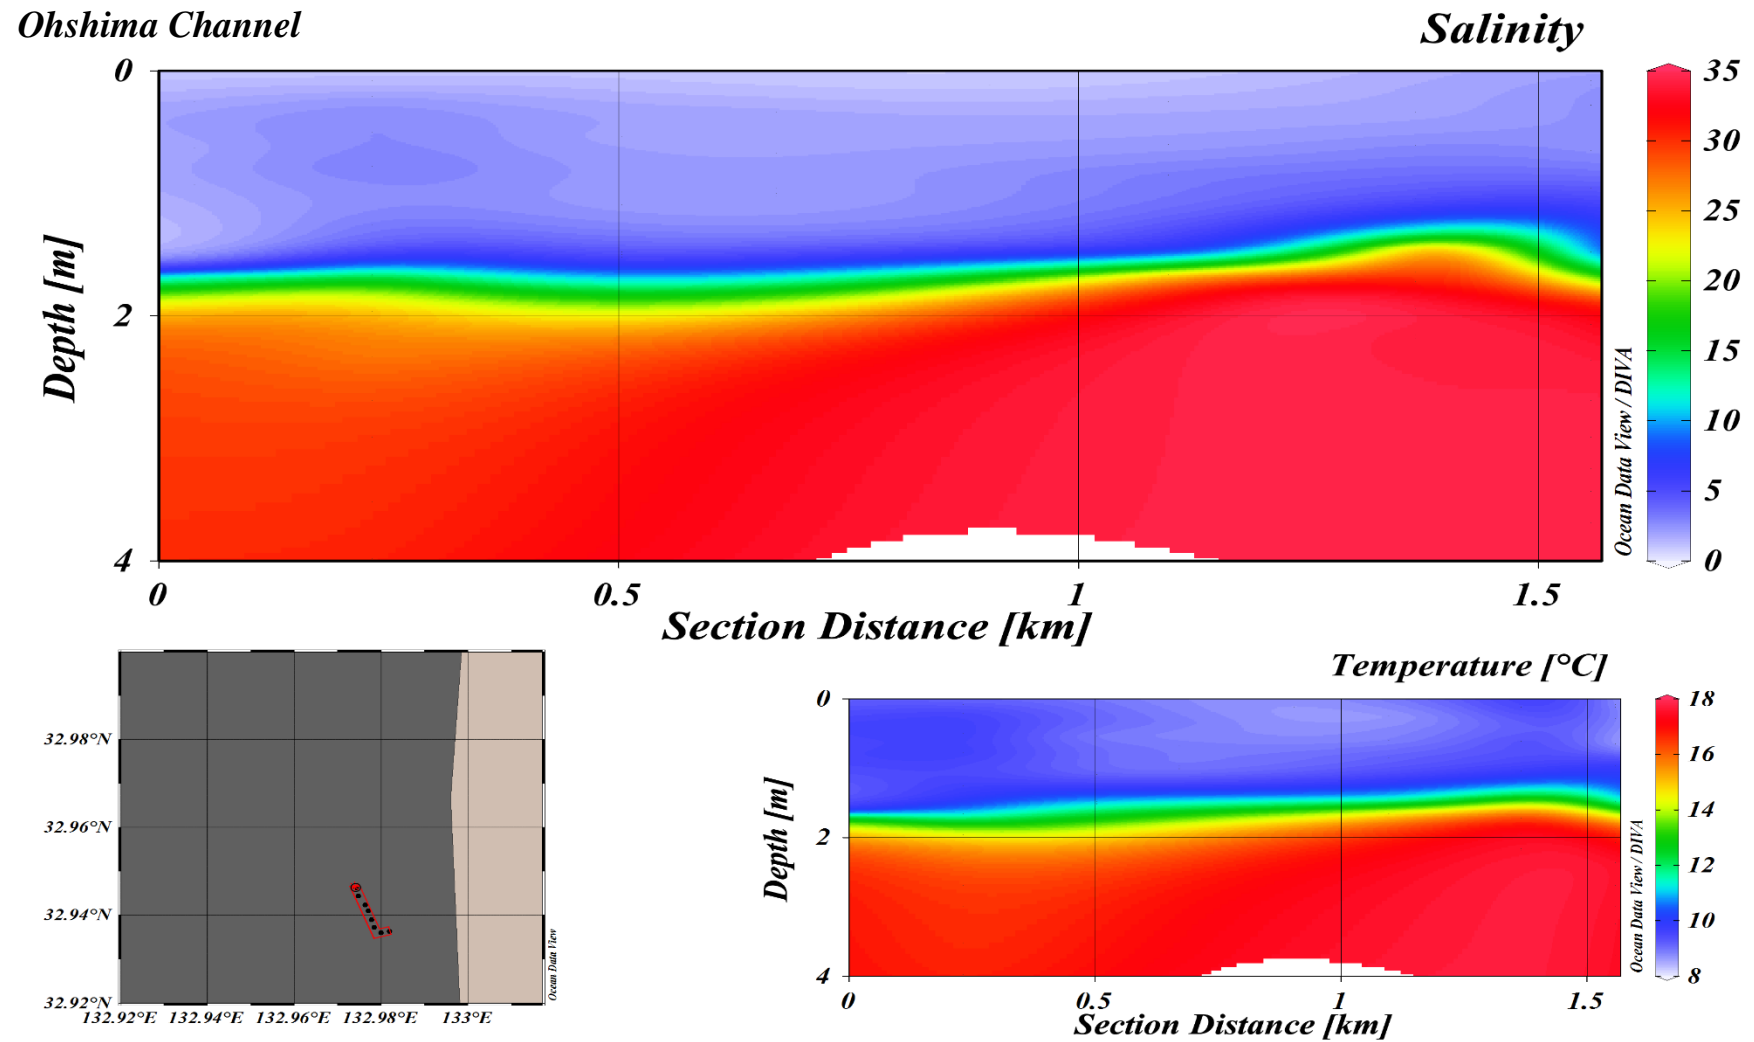 Ohshima Channel
Salinity
0
2
4
Depth [m]
0
0.5
1
1.5
Section Distance [km]
Ocean Data View / DIVA
35
30
25
20
15
10
5
0
32.98°N
32.96°N
32.94°N
32.92°N
132.92°E
132.94°E
132.96°E
132.98°E
133°E
Ocean Data View
Temperature [°C]
0
2
4
Depth [m]
0
0.5
1
1.5
Section Distance [km]
Ocean Data View / DIVA
18
16
14
12
10
8